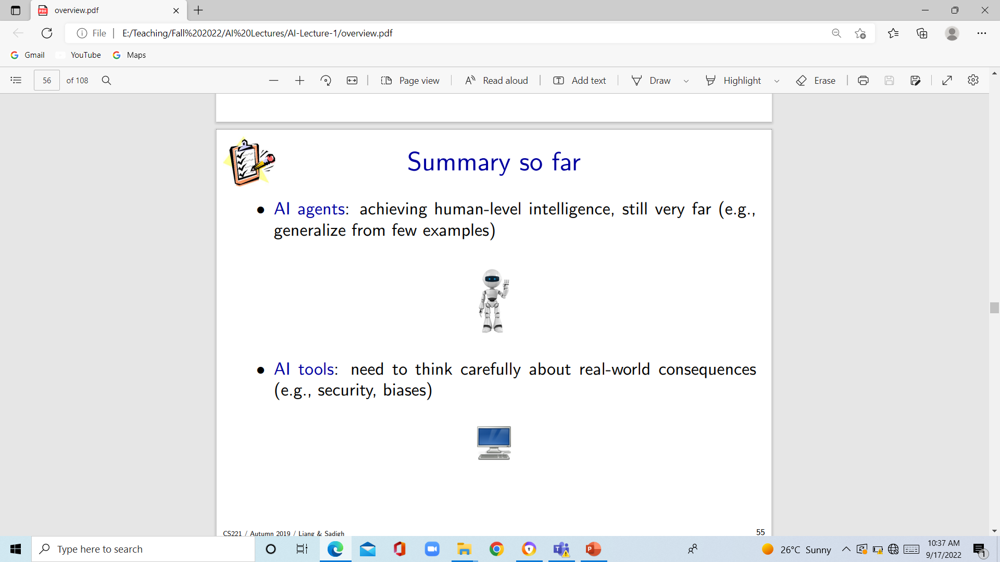 overview.pdf
File
E:/Teaching/Fall%202022/AI%20Lectures/AI-Lecture-1/overview.pdf
Gmail
YouTube
Maps
56 of 108
Page view
Read aloud
Add text
Draw
Highlight
Erase
Summary so far
• AI agents: achieving human-level intelligence, still very far (e.g.,
generalize from few examples)
• AI tools: need to think carefully about real-world consequences
(e.g., security, biases)
CS221 / Autumn 2019 / Liang & Sadigh
55
Type here to search
26°C Sunny
10:37 AM
9/17/2022
1